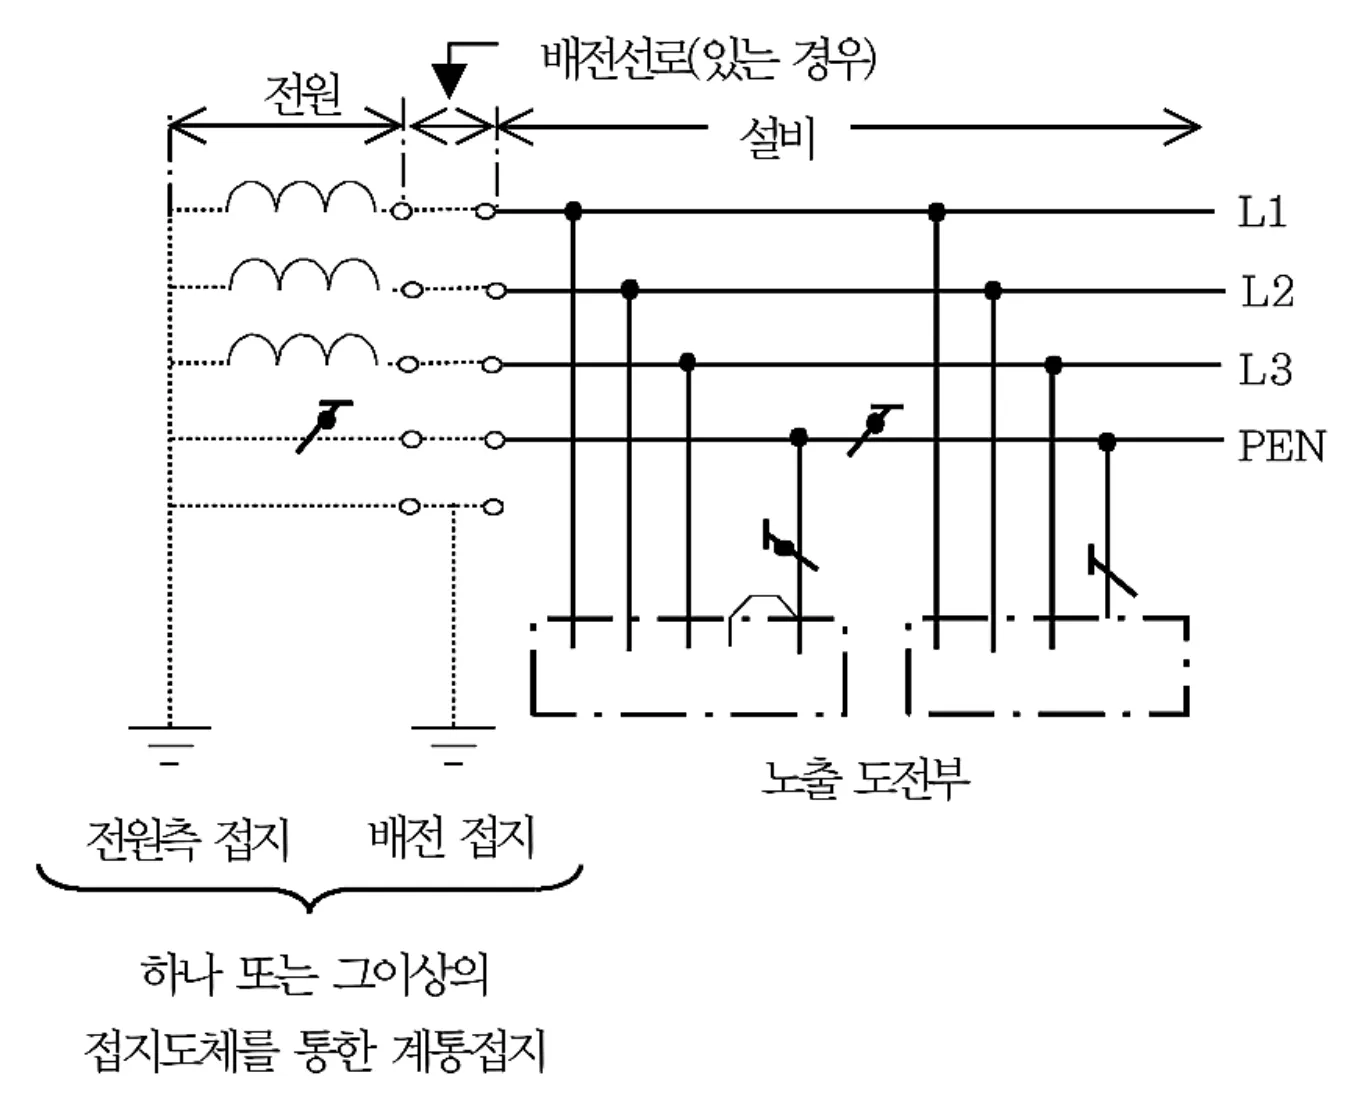 배전선로(있는 경우)
전원
설비
L1
L2
L3
PEN
노출 도전부
전원측 접지
배전 접지
하나 또는 그이상의
접지도체를 통한 계통접지